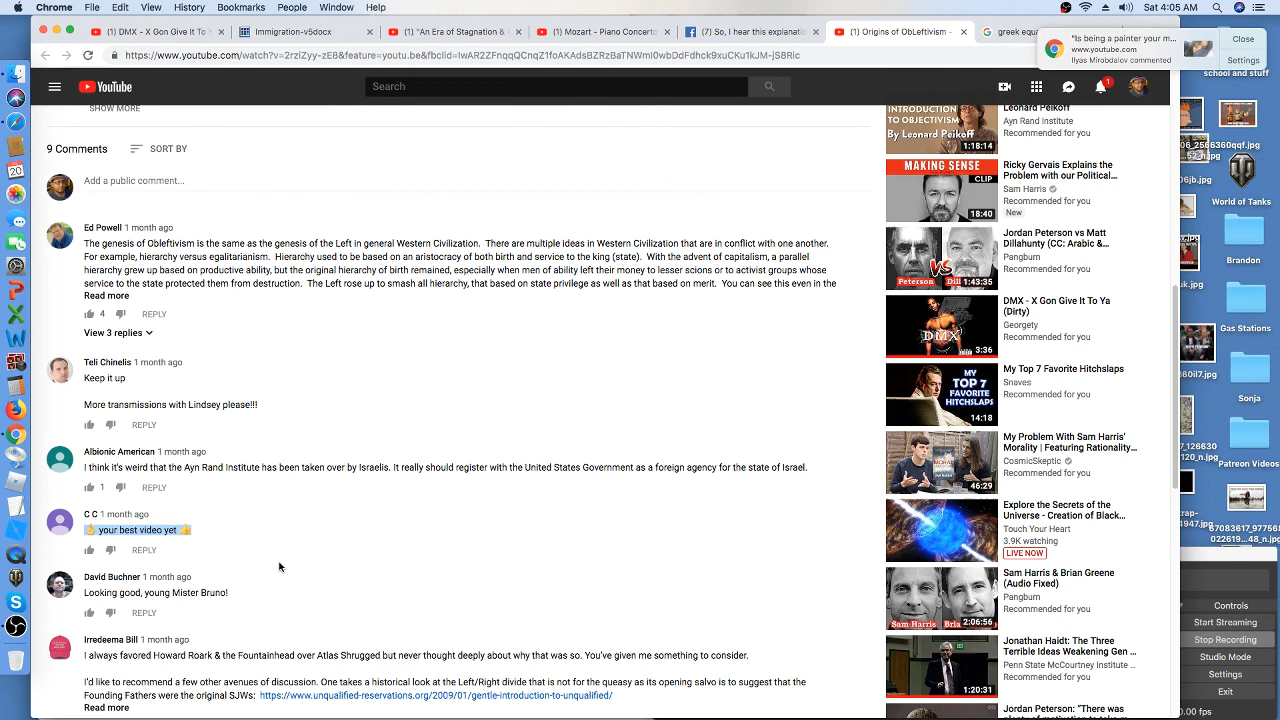 Chrome File Edit View History Bookmarks People Window Help
Sat 4:05 AM
(1) DMX - X Gon Give It To Y
Immigration-v5docx
(1) "An Era of Stagnation & I
(1) Mozart - Piano Concerto
(7) So, I hear this explanatio
(1) Origins of ObLeftivism -
greek equ
"Is being a painter your m...
www.youtube.com
Ilyas Mirobdalov commented
Close
Settings
YouTube
Search
1
SHOW MORE
9 Comments
SORT BY
Add a public comment...
Ed Powell 1 month ago
The genesis of Obleftivism is the same as the genesis of the Left in general Western Civilization. There are multiple ideas in Western Civilization that are in conflict with one another.
For example, hierarchy versus egalitarianism. Hierarchy used to be based on an aristocracy of birth and service to the king (state). With the advent of capitalism, a parallel
hierarchy grew up based on productive ability, but the original hierarchy of birth remained, especially when men of ability left their money to lesser scions or to activist groups whose
service to the state protected them from competition. The Left rose up to smash all hierarchy, that based on state privilege as well as that based on merit. You can see this even in the
Read more
4
REPLY
View 3 replies
Teli Chinelis 1 month ago
Keep it up
More transmissions with Lindsey please!!!
REPLY
Albionic American 1 month ago
I think it's weird that the Ayn Rand Institute has been taken over by Israelis. It really should register with the United States Government as a foreign agency for the state of Israel.
1
REPLY
C C 1 month ago
👌 your best video yet 👍
REPLY
David Buchner 1 month ago
Looking good, young Mister Bruno!
REPLY
Irredeema Bill 1 month ago
I always favored Howard Roark & the Fountainhead over Atlas Shrugged but never thought deeply about why that was so. You've given me something to consider.
I'd like to recommend a few other avenues of discussion. One takes a historical look at the Left/Right divide that is not for the queasy as its opening salvo is to suggest that the
Founding Fathers were the original SJWs: https://www.unqualified-reservations.org/2009/01/gentle-introduction-to-unqualified/
Read more
INTRODUCTION
TO OBJECTIVISM
By Leonard Peikoff
1:18:14
Leonard Peikoff
Ayn Rand Institute
Recommended for you
MAKING SENSE
CLIP
18:40
Ricky Gervais Explains the
Problem with our Political...
Sam Harris
Recommended for you
New
Peterson VS Dill
1:43:35
Jordan Peterson vs Matt
Dillahunty (CC: Arabic &...
Pangburn
Recommended for you
DMX
3:36
DMX - X Gon Give It To Ya
(Dirty)
Georgety
Recommended for you
MY
TOP 7
FAVORITE
HITCHSLAPS
14:18
My Top 7 Favorite Hitchslaps
Snaves
Recommended for you
46:29
My Problem With Sam Harris'
Morality | Featuring Rationality...
CosmicSkeptic
Recommended for you
Explore the Secrets of the
Universe - Creation of Black...
Touch Your Heart
3.9K watching
LIVE NOW
Sam Harris Bria
2:06:56
Sam Harris & Brian Greene
(Audio Fixed)
Pangburn
Recommended for you
1:20:31
Jonathan Haidt: The Three
Terrible Ideas Weakening Gen ...
Penn State McCourtney Institute ...
Recommended for you
Jordan Peterson: "There was
school and stuff
World of Tanks
Brandon
Gas Stations
Sonja
Patreon Videos
Controls
Start Streaming
Stop Recording
Studio Mode
Settings
Exit